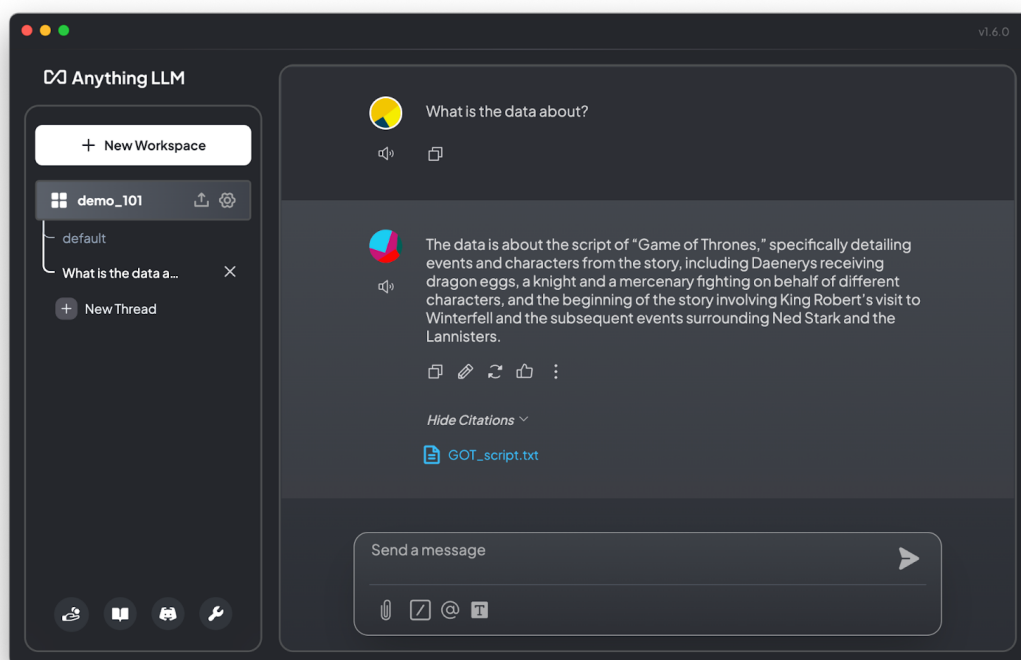 v1.6.0
Anything LLM
+ New Workspace
demo_101
default
What is the data a...
+ New Thread
What is the data about?
The data is about the script of “Game of Thrones,” specifically detailing
events and characters from the story, including Daenerys receiving
dragon eggs, a knight and a mercenary fighting on behalf of different
characters, and the beginning of the story involving King Robert’s visit to
Winterfell and the subsequent events surrounding Ned Stark and the
Lannisters.
Hide Citations
GOT_script.txt
Send a message